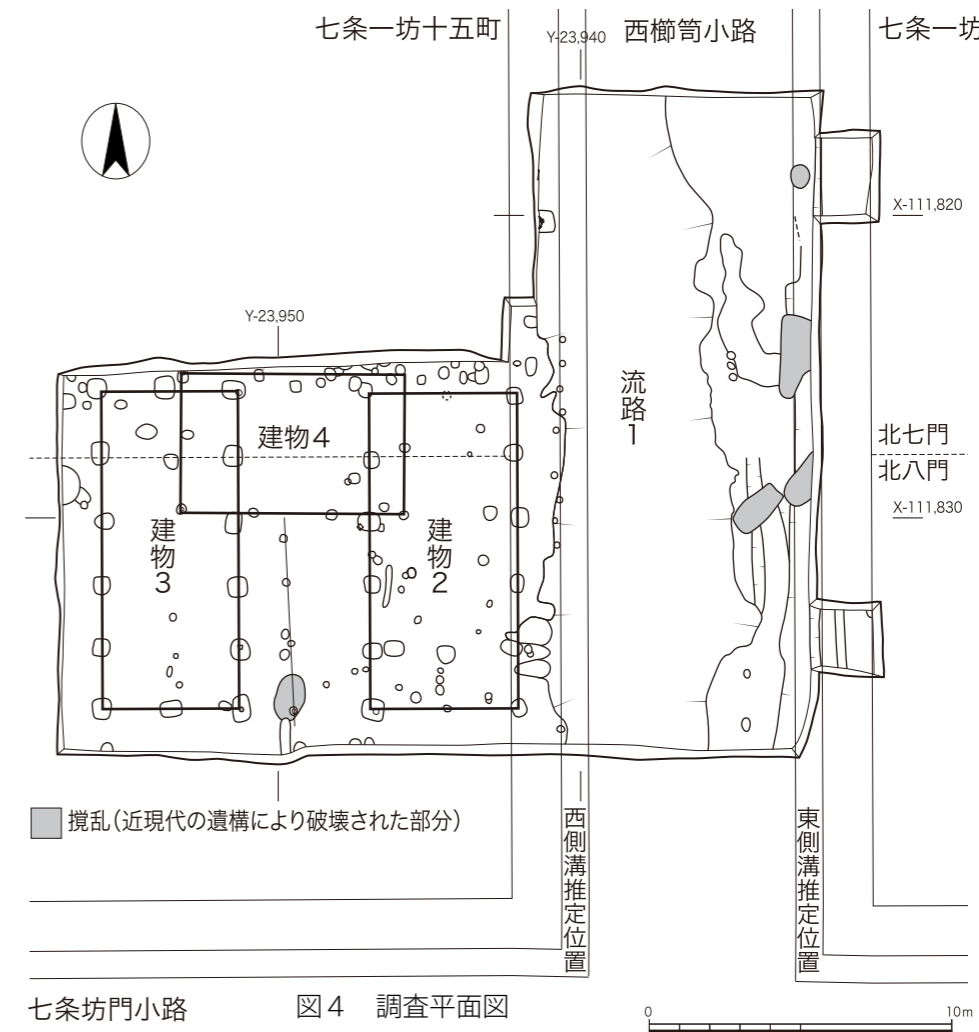 七条一坊十五町
Y-23,940
西櫛笥小路
七条一坊
X-111,820
Y-23,950
流路1
建物4
北七門
北八門
X-111,830
建物3
建物2
撹乱（近現代の遺構により破壊された部分）
西側溝推定位置
東側溝推定位置
七条坊門小路
図4　調査平面図
0
10m